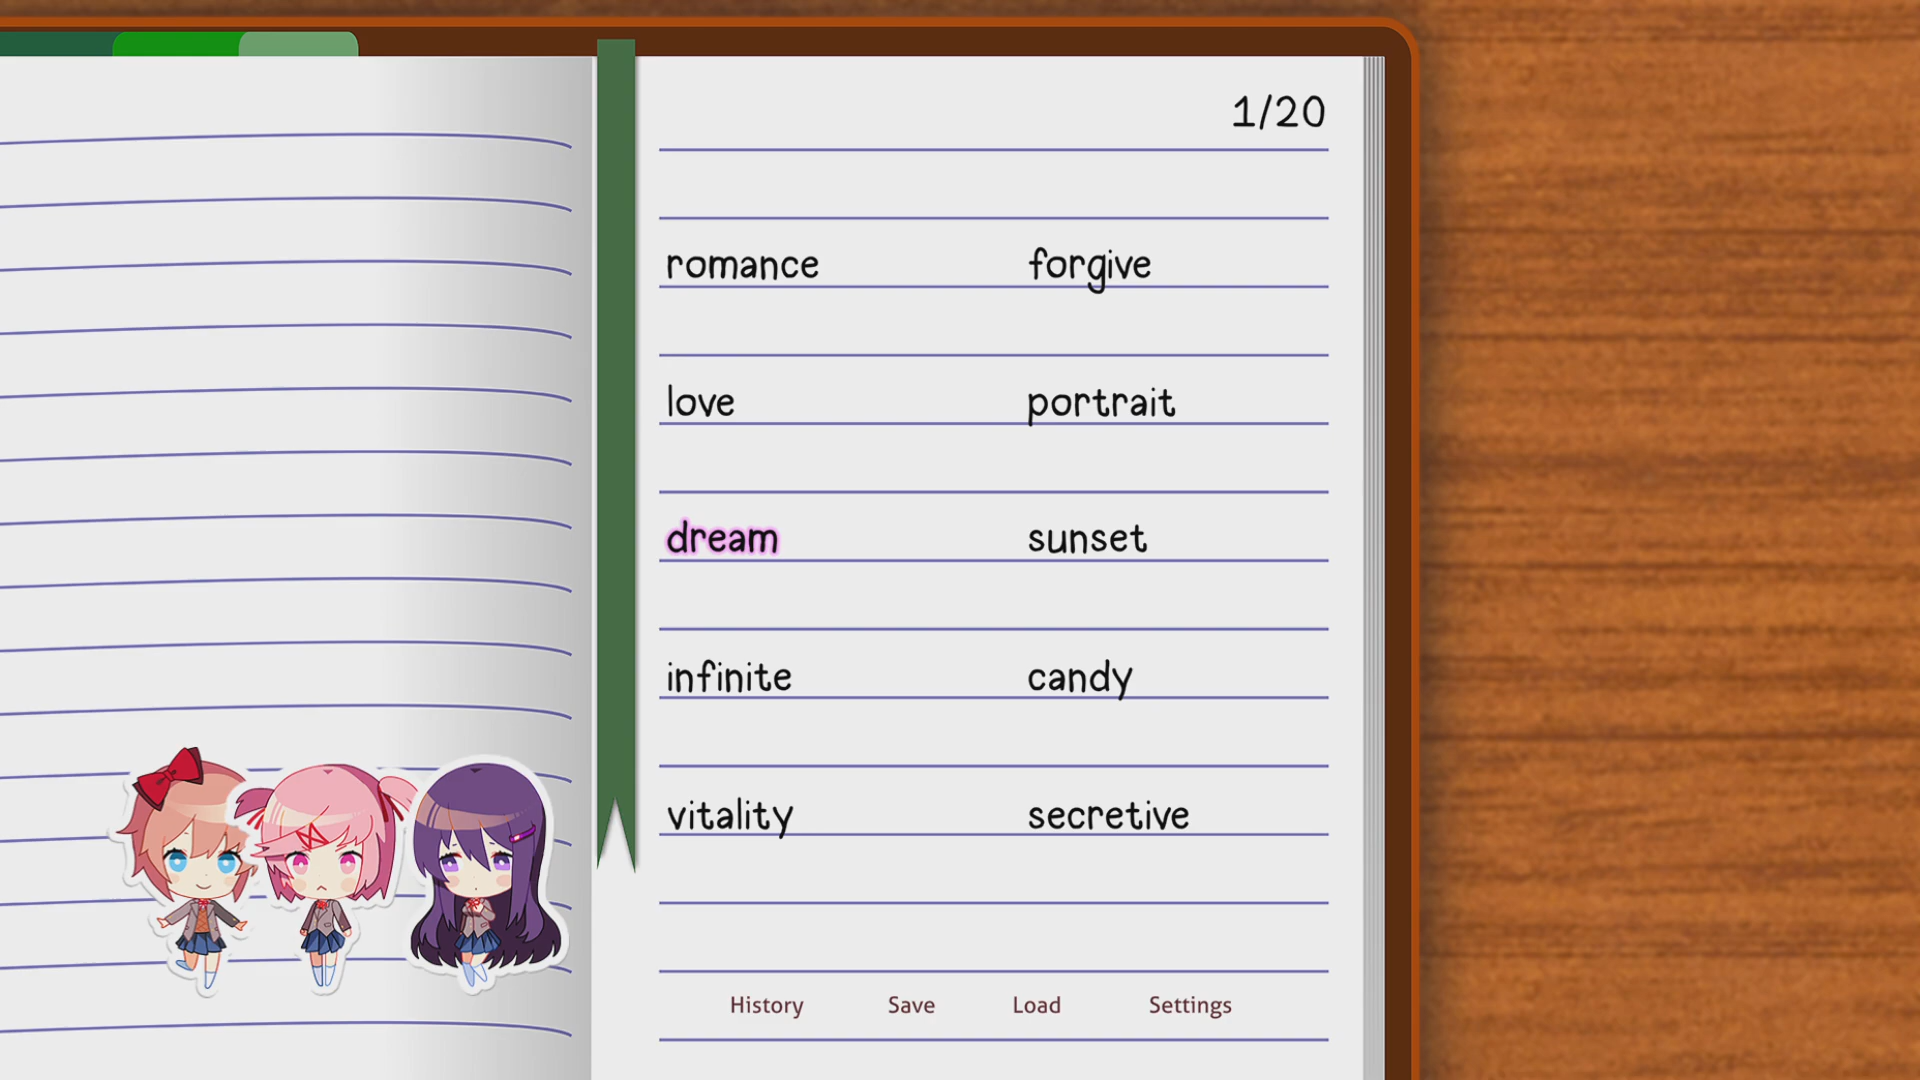 1/20
romance forgive
love portrait
dream sunset
infinite candy
vitality secretive
History Save Load Settings